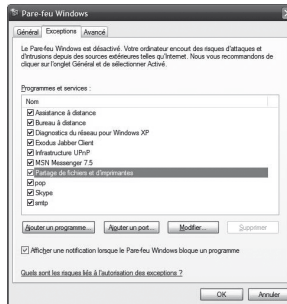 Pare-feu Windows
Général Exceptions Avancé
Le Pare-feu Windows est désactivé. Votre ordinateur encourt des risques d'attaques et
d'intrusions depuis des sources extérieures telles qu'Internet. Nous vous recommandons de
cliquer sur l'onglet Général et de sélectionner Activé.
Programmes et services :
Nom
Assistance à distance
Bureau à distance
Diagnostics du réseau pour Windows XP
Exodus Jabber Client
Infrastructure UPnP
MSN Messenger 7.5
Partage de fichiers et d'imprimantes
pop
Skype
smtp
Ajouter un programme... Ajouter un port... Modifier... Supprimer
Afficher une notification lorsque le Pare-feu Windows bloque un programme
Quels sont les risques liés à l'autorisation des exceptions ?
OK Annuler